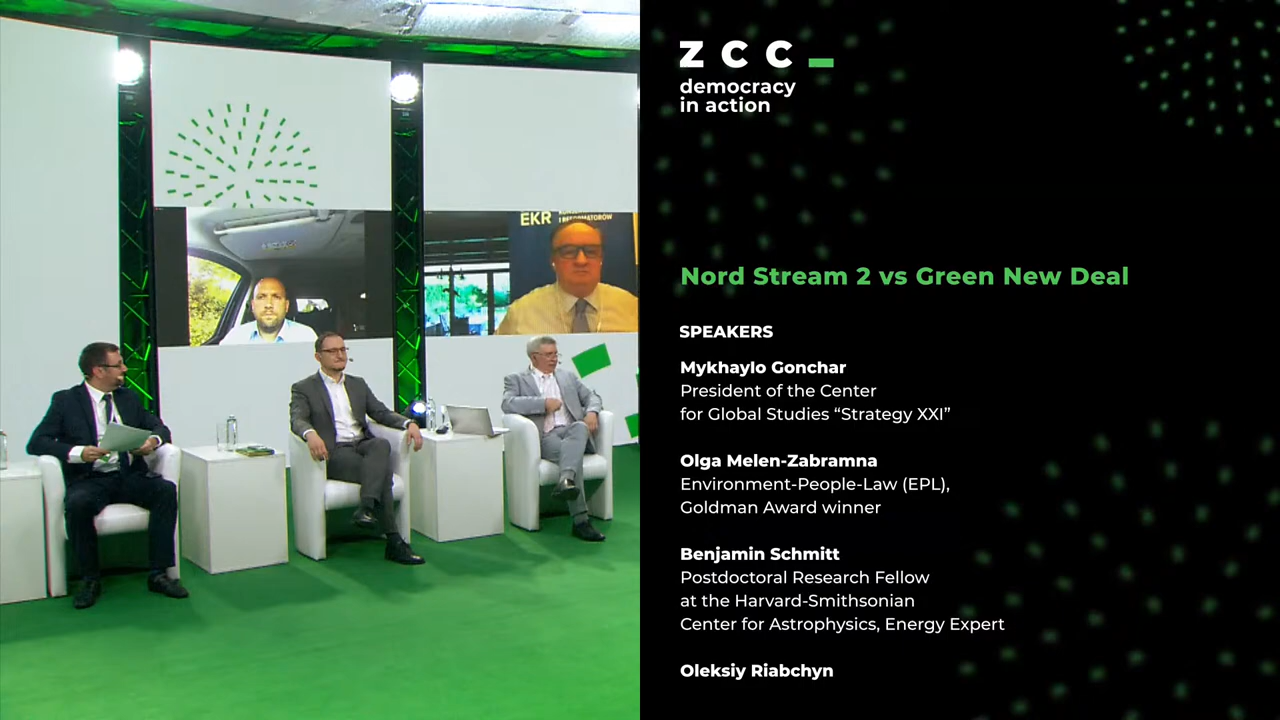 EKR
I REFORMATORÓW
zcc_
democracy
in action
Nord Stream 2 vs Green New Deal
SPEAKERS
Mykhaylo Gonchar
President of the Center
for Global Studies “Strategy XXI”
Olga Melen-Zabramna
Environment-People-Law (EPL),
Goldman Award winner
Benjamin Schmitt
Postdoctoral Research Fellow
at the Harvard-Smithsonian
Center for Astrophysics, Energy Expert
Oleksiy Riabchyn